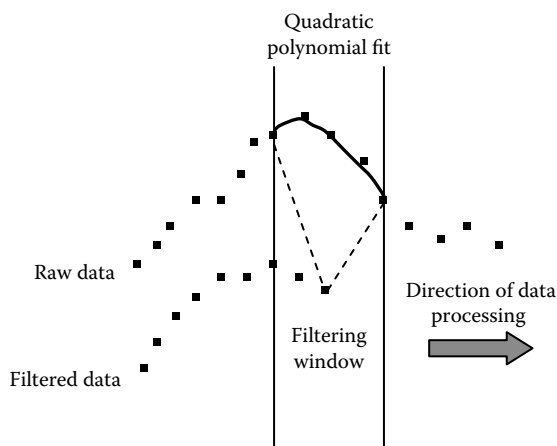 Quadratic
polynomial fit
Raw data
Direction of data
processing
Filtering
window
Filtered data